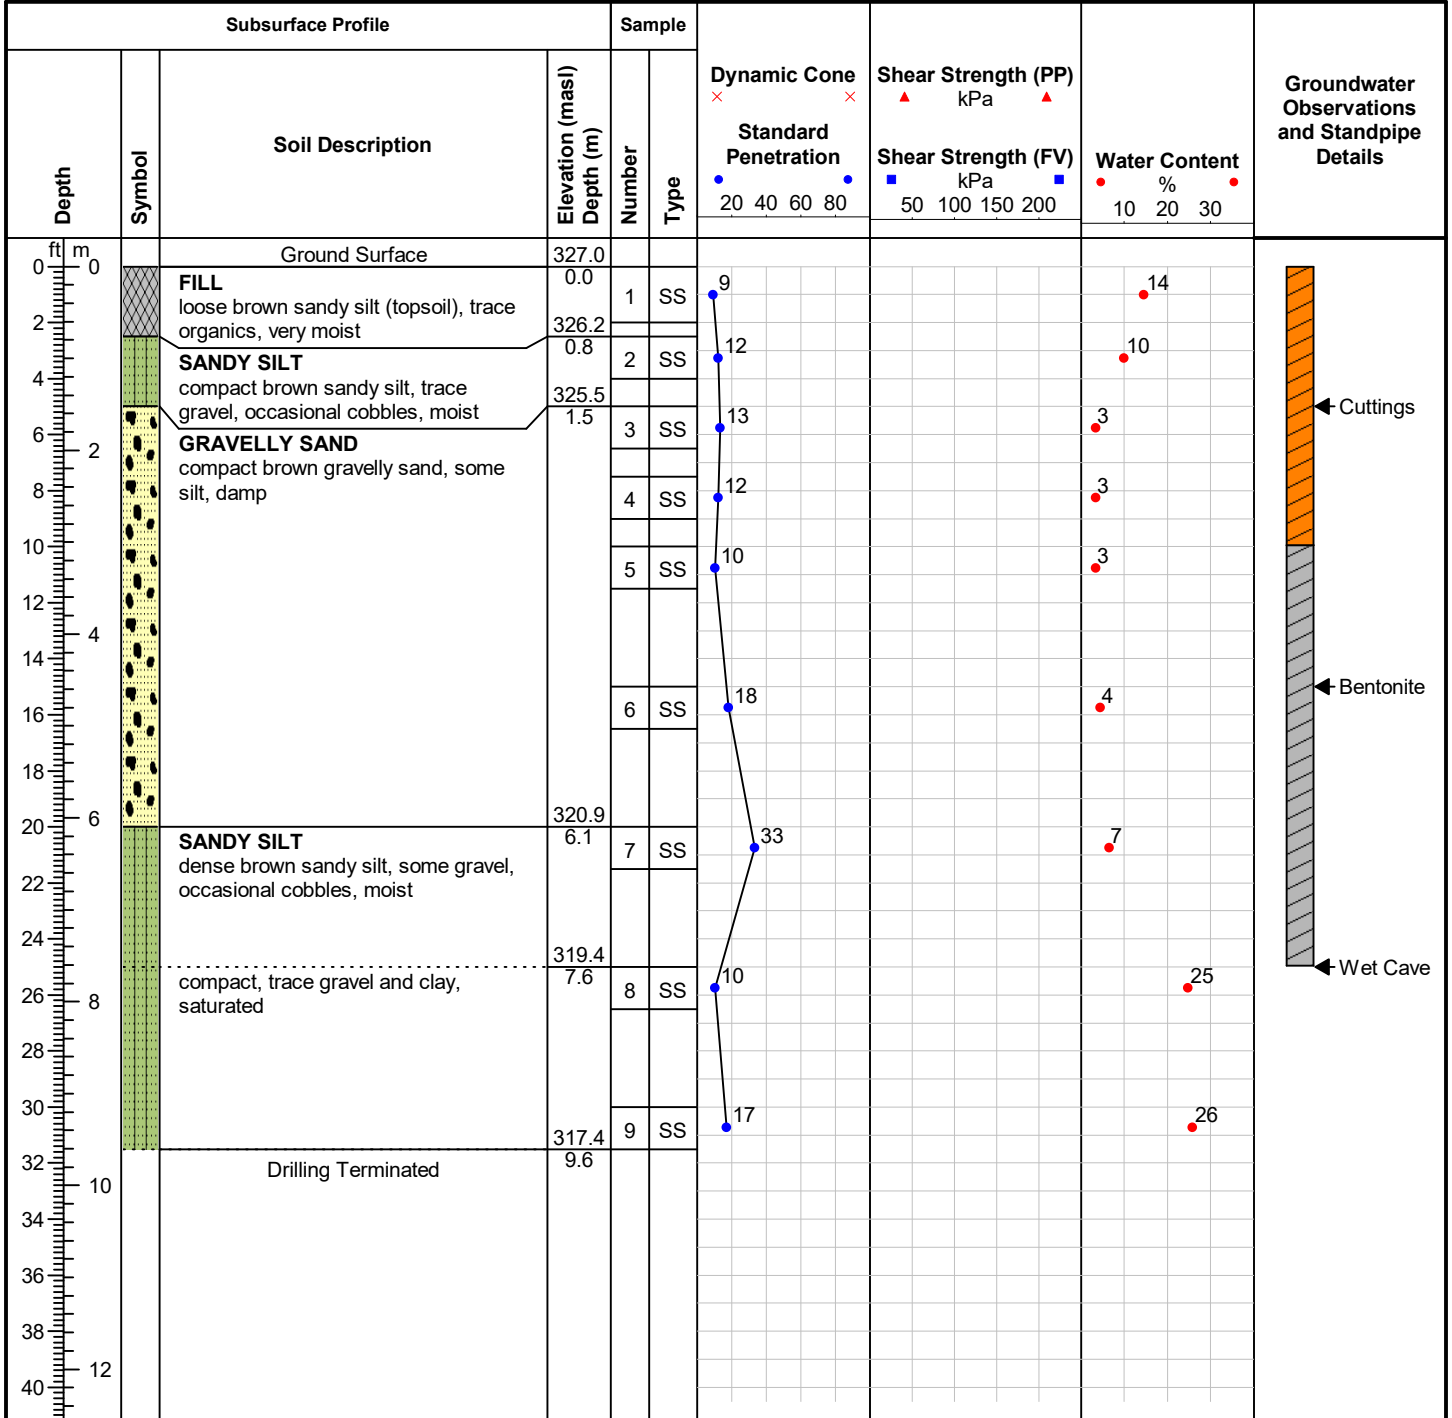 Subsurface Profile
Sample
Depth
Symbol
Soil Description
Elevation (masl)
Depth (m)
Number
Type
Dynamic Cone
Standard
Penetration
20 40 60 80
Shear Strength (PP)
kPa
Shear Strength (FV)
kPa
50 100 150 200
Water Content
%
10 20 30
Groundwater
Observations
and Standpipe
Details
ft m
Ground Surface
327.0
0 0
0.0
FILL
loose brown sandy silt (topsoil), trace
organics, very moist
1 SS
9
14
2
326.2
0.8
SANDY SILT
compact brown sandy silt, trace
gravel, occasional cobbles, moist
2 SS
12
10
4
325.5
1.5
Cuttings
GRAVELLY SAND
compact brown gravelly sand, some
silt, damp
6
3 SS
13
3
2
8
4 SS
12
3
10
5 SS
10
3
12
4
14
Bentonite
16
6 SS
18
4
18
6
320.9
20
6.1
SANDY SILT
dense brown sandy silt, some gravel,
occasional cobbles, moist
7 SS
33
7
22
24
319.4
7.6
Wet Cave
compact, trace gravel and clay,
saturated
26
8
8 SS
10
25
28
30
9 SS
17
26
317.4
9.6
32
Drilling Terminated
10
34
36
38
12
40